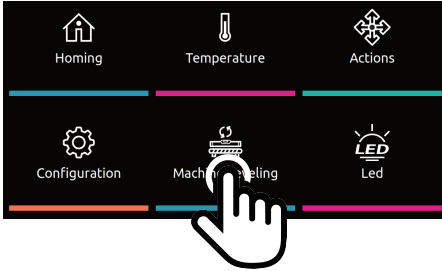 Homing
Temperature
Actions
LED
Configuration
Machine Leveling
Led